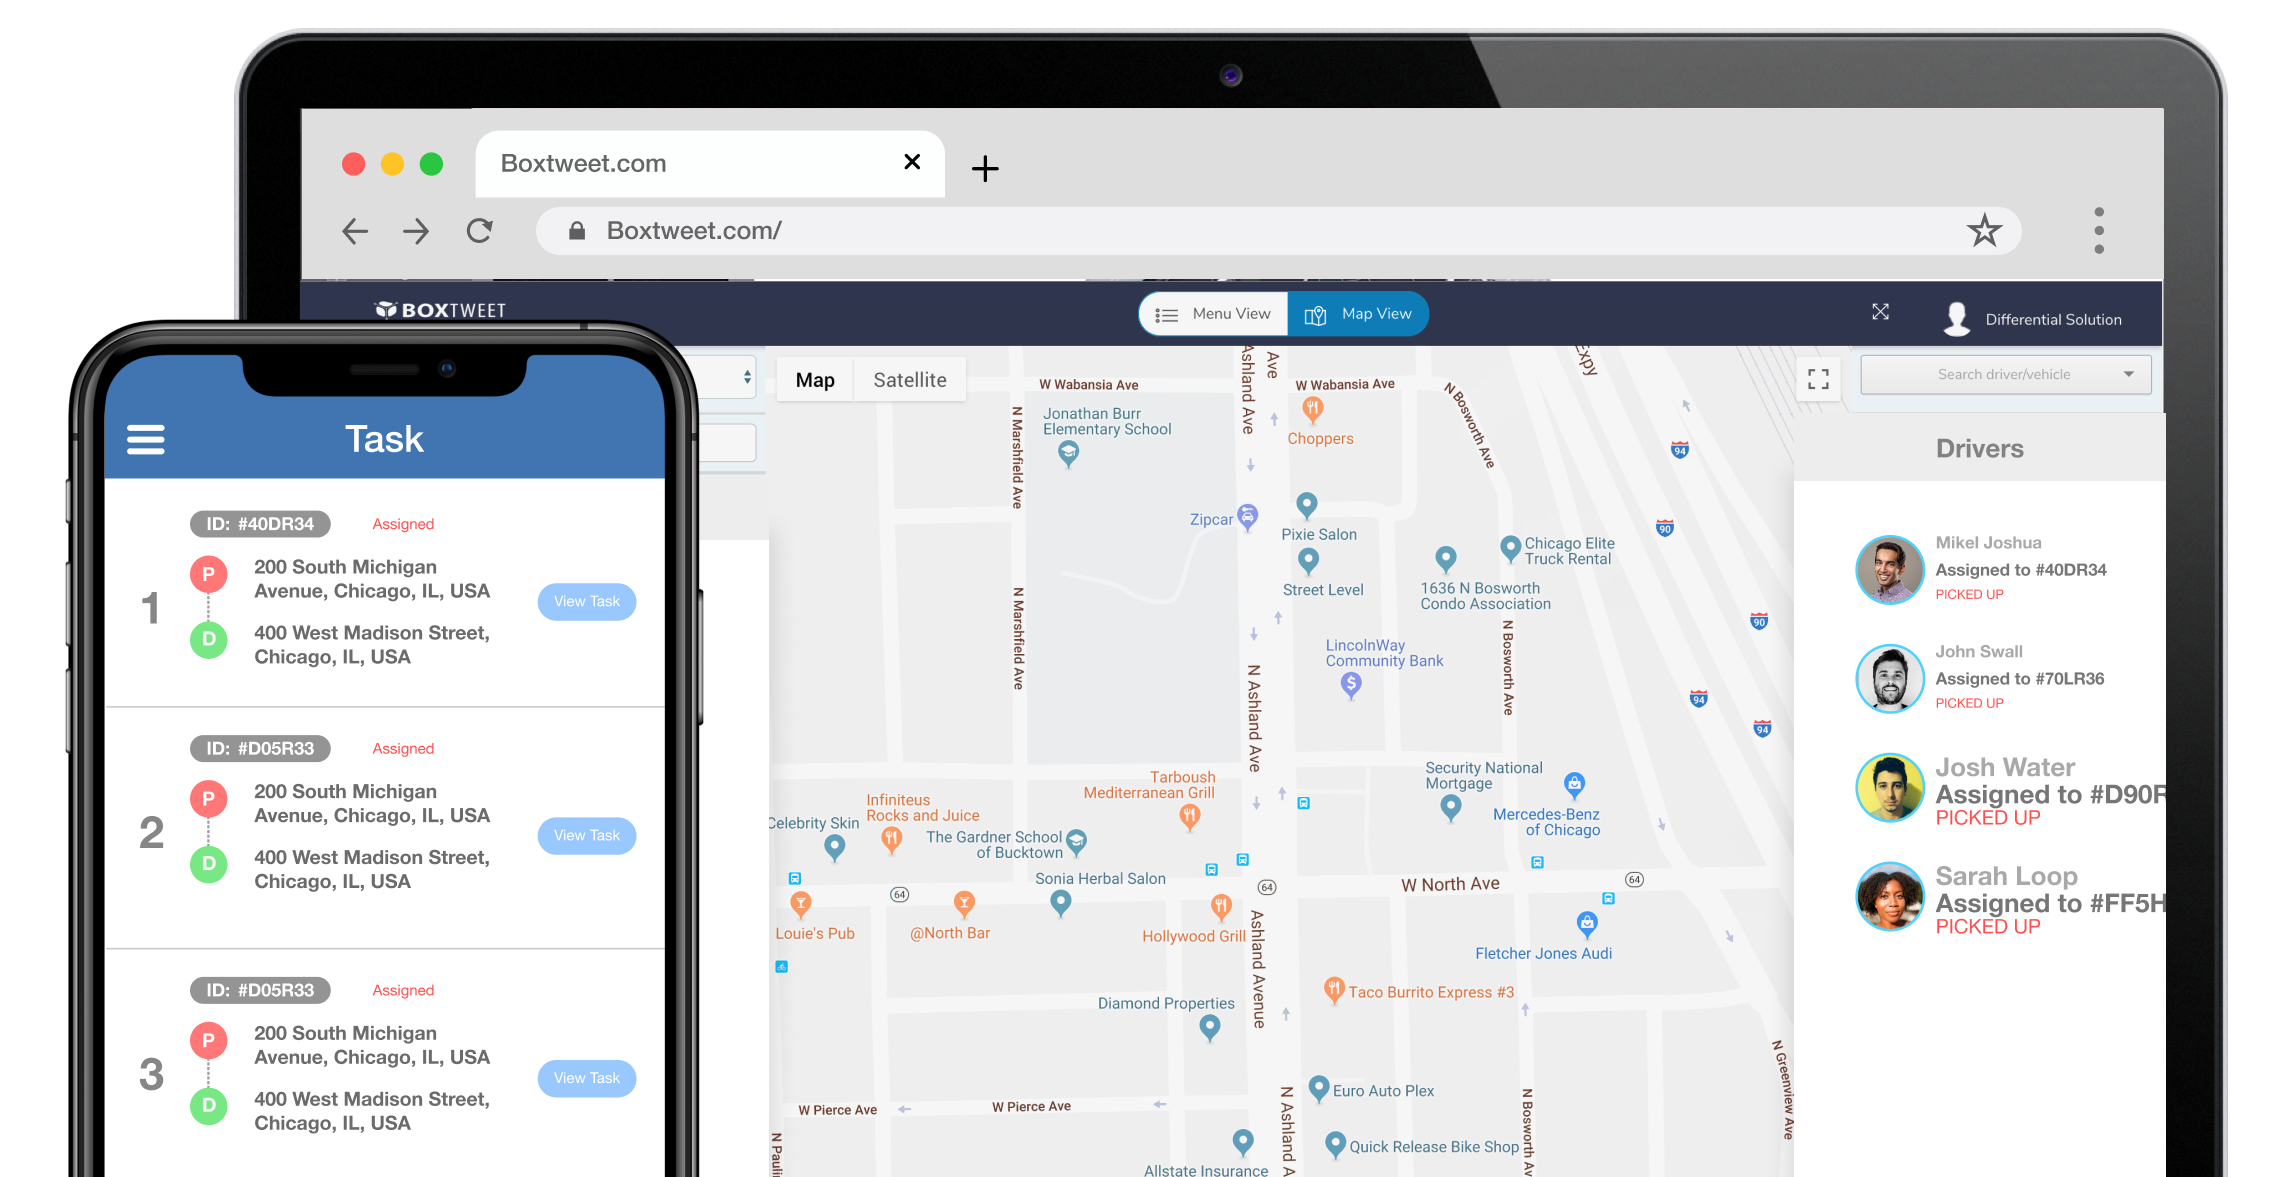 Boxtweet.com
Boxtweet.com/
BOXTWEET
Menu View
Map View
Differential Solution
Task
1
ID: #40DR34
Assigned
P
200 South Michigan
Avenue, Chicago, IL, USA
D
400 West Madison Street,
Chicago, IL, USA
View Task
2
ID: #D05R33
Assigned
P
200 South Michigan
Avenue, Chicago, IL, USA
D
400 West Madison Street,
Chicago, IL, USA
View Task
3
ID: #D05R33
Assigned
P
200 South Michigan
Avenue, Chicago, IL, USA
D
400 West Madison Street,
Chicago, IL, USA
View Task
Map
Satellite
W Wabansia Ave
Ashland Ave
Ave
W Wabansia Ave
Expy
N Bosworth Ave
Jonathan Burr
Elementary School
N Marshfield Ave
Choppers
94
Zipcar
Pixie Salon
90
Street Level
Chicago Elite
Truck Rental
1636 N Bosworth
Condo Association
N Marshfield Ave
90
N Bosworth Ave
LincolnWay
Community Bank
N Ashland Ave
94
94
Security National
Mortgage
Tarboush
Mediterranean Grill
Infiniteus
Rocks and Juice
Celebrity Skin
The Gardner School
of Bucktown
Mercedes-Benz
of Chicago
Sonia Herbal Salon
64
64
W North Ave
64
Louie's Pub
@North Bar
Hollywood Grill
Ashland Avenue
Fletcher Jones Audi
Diamond Properties
Taco Burrito Express #3
N Greenview Ave
Euro Auto Plex
W Pierce Ave
W Pierce Ave
N Ashland A
N Bosworth Av
N Pauli
Quick Release Bike Shop
Allstate Insurance
Search driver/vehicle
Drivers
Mikel Joshua
Assigned to #40DR34
PICKED UP
John Swall
Assigned to #70LR36
PICKED UP
Josh Water
Assigned to #D90R
PICKED UP
Sarah Loop
Assigned to #FF5H
PICKED UP